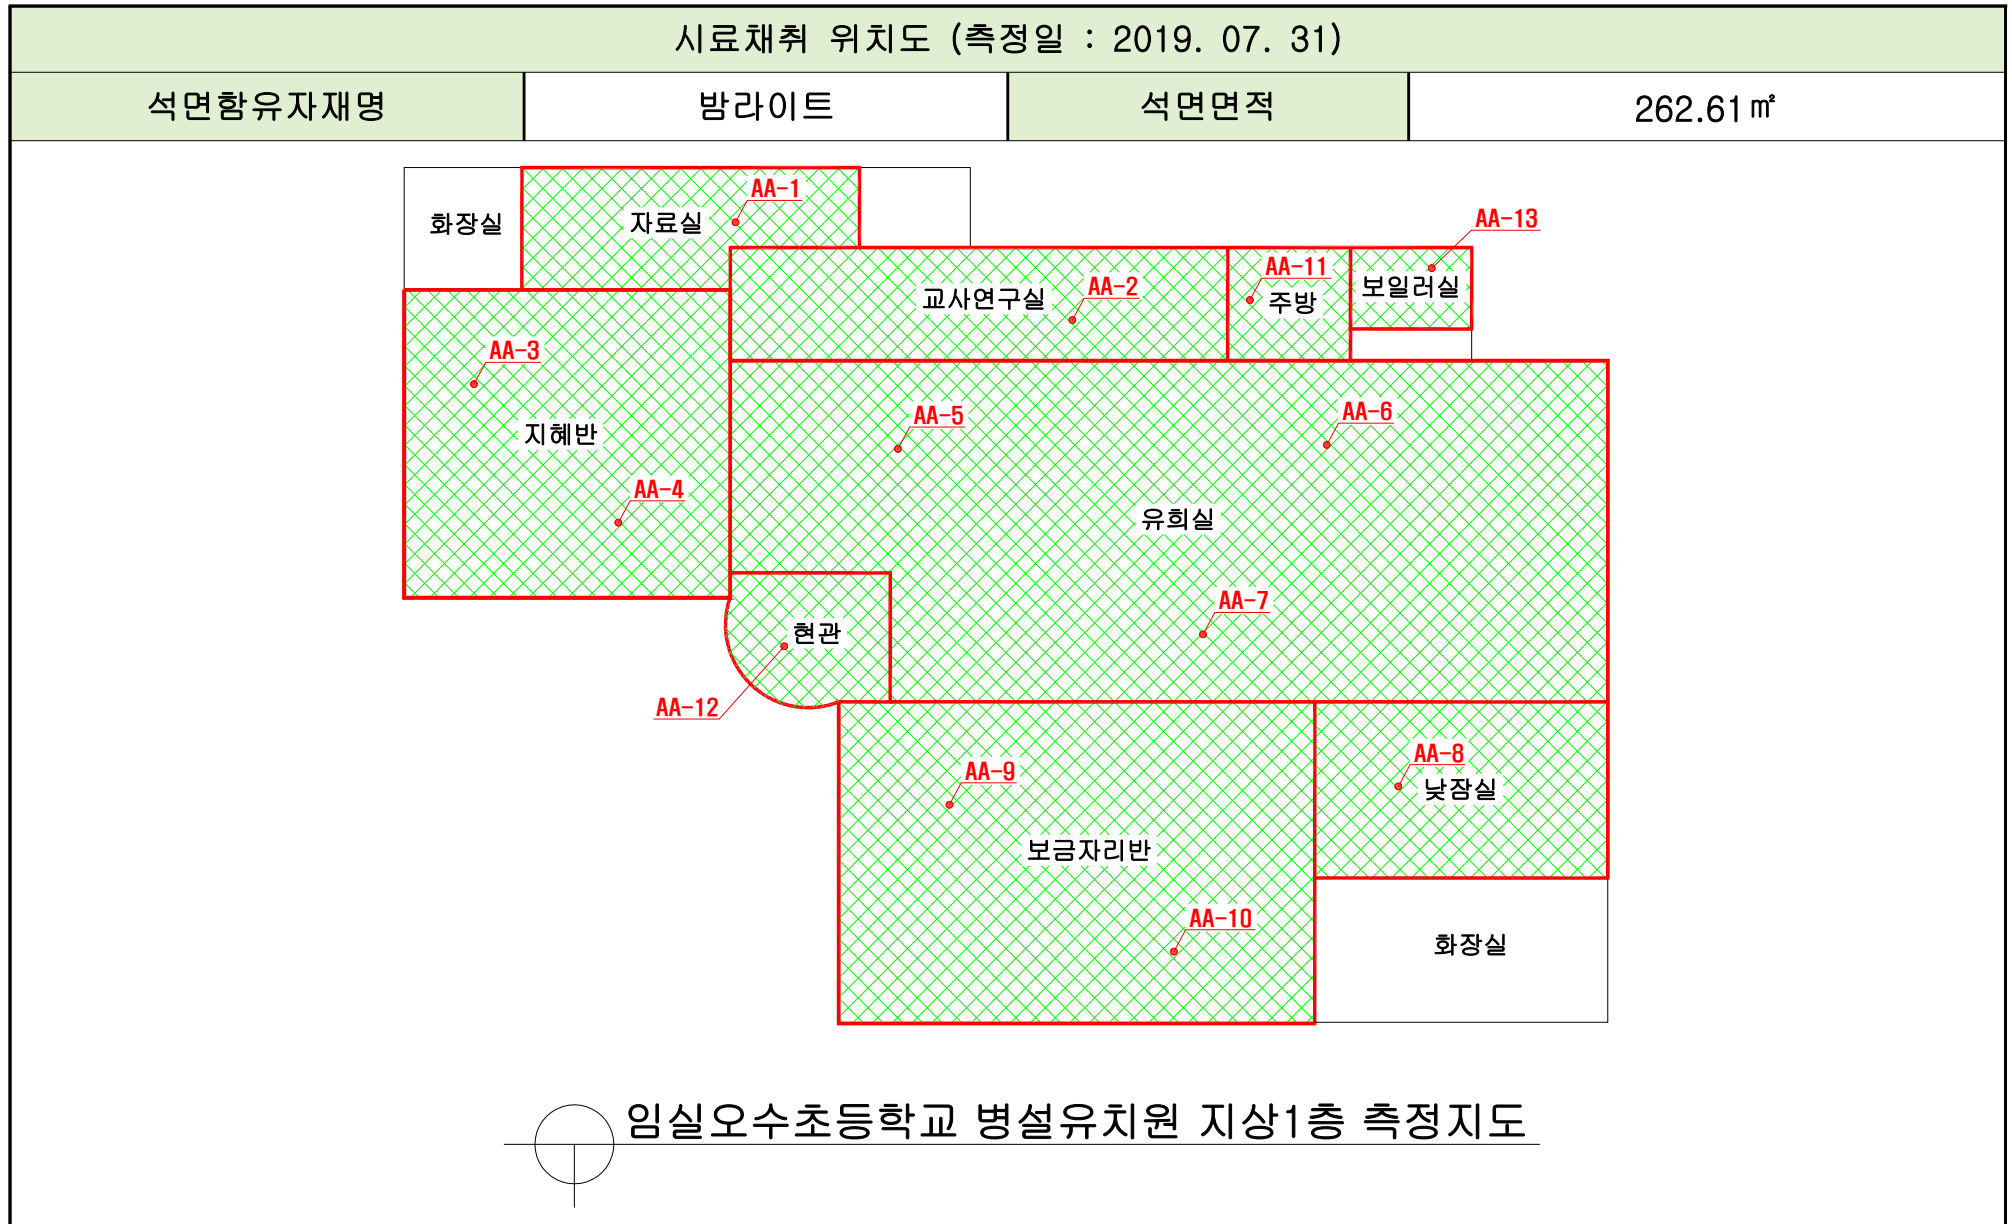 시료채취 위치도 (측정일 : 2019. 07. 31)
석면함유자재명 밤라이트 석면면적 262.61㎡
AA-1
화장실 자료실
AA-13
AA-11
AA-2
보일러실
교사연구실
주방
AA-3
AA-5
AA-6
지혜반
AA-4
유희실
AA-7
현관
AA-12
AA-8
AA-9
낮잠실
보금자리반
AA-10
화장실
임실오수초등학교 병설유치원 지상1층 측정지도